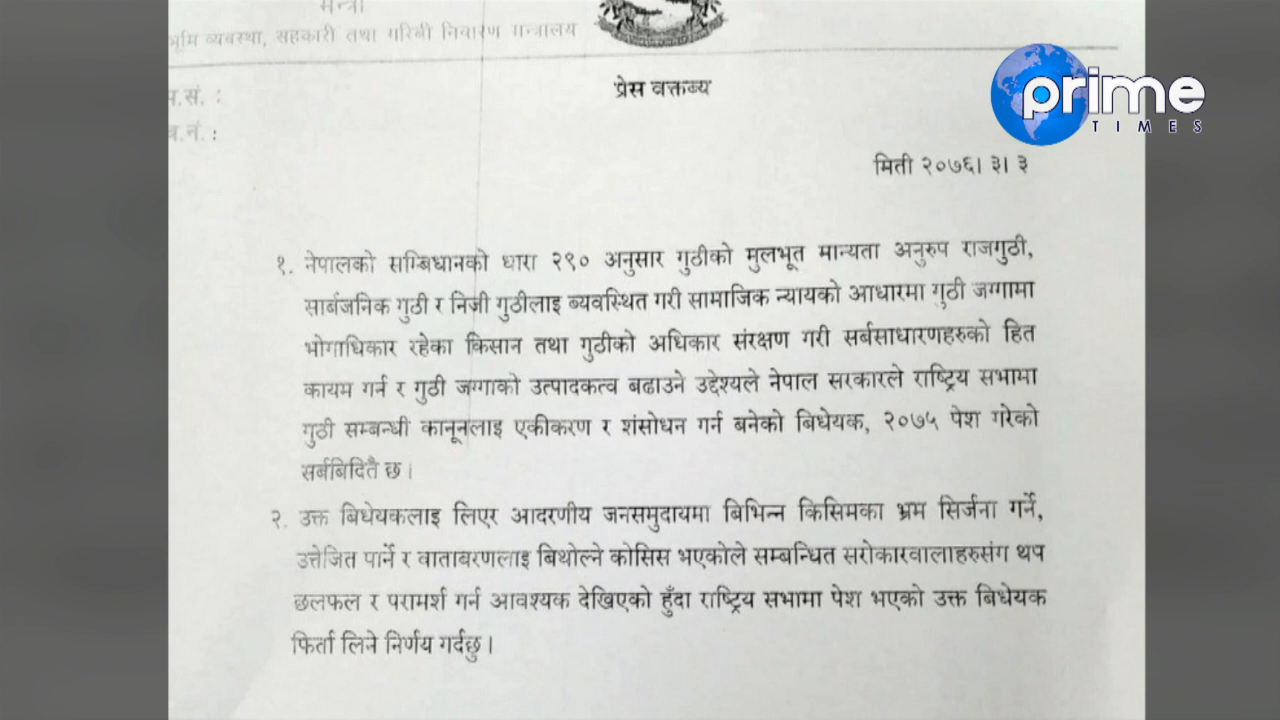 मन्त्री
भूमि व्यवस्था, सहकारी तथा गरिबी निवारण मन्त्रालय
prime
TIMES
प्रेस वक्तब्य
प.सं. :
च.नं. :
मिती २०७६। ३। ३
१. नेपालको सम्बिधानको धारा २९० अनुसार गुठीको मुलभूत मान्यता अनुरुप राजगुठी,
सार्बजनिक गुठी र निजी गुठीलाइ ब्यवस्थित गरी सामाजिक न्यायको आधारमा गुठी जग्गामा
भोगाधिकार रहेका किसान तथा गुठीको अधिकार संरक्षण गरी सर्बसाधारणहरुको हित
कायम गर्न र गुठी जग्गाको उत्पादकत्व बढाउने उद्देश्यले नेपाल सरकारले राष्ट्रिय सभामा
गुठी सम्बन्धी कानूनलाइ एकीकरण र शंसोधन गर्न बनेको बिधेयक, २०७५ पेश गरेको
सर्बबिदितै छ ।
२. उक्त बिधेयकलाइ लिएर आदरणीय जनसमुदायमा बिभिन्न किसिमका भ्रम सिर्जना गर्ने,
उत्तेजित पार्ने र वाताबरणलाइ बिथोल्ने कोसिस भएकोले सम्बन्धित सरोकारवालाहरुसंग थप
छलफल र परामर्श गर्न आवश्यक देखिएको हुँदा राष्ट्रिय सभामा पेश भएको उक्त बिधेयक
फिर्ता लिने निर्णय गर्दछु ।